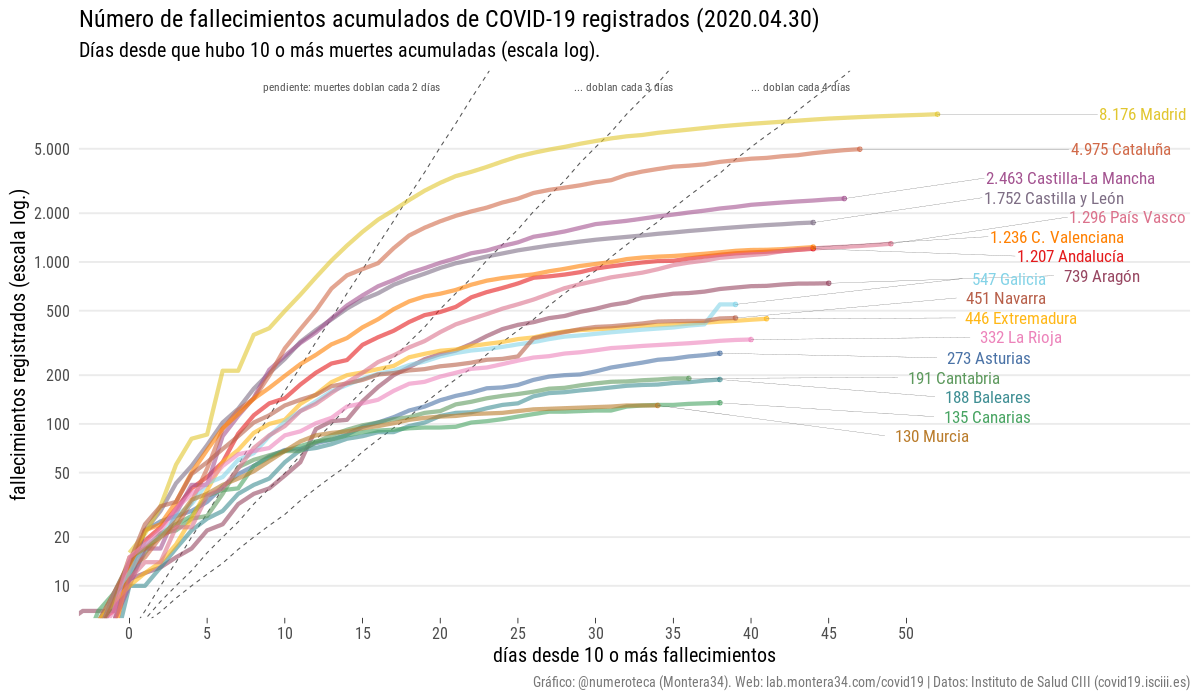 Número de fallecimientos acumulados de COVID-19 registrados (2020.04.30)
Días desde que hubo 10 o más muertes acumuladas (escala log).
pendiente: muertes doblan cada 2 días
... doblan cada 3 días
... doblan cada 4 días
8.176 Madrid
4.975 Cataluña
2.463 Castilla-La Mancha
1.752 Castilla y León
1.296 País Vasco
1.236 C. Valenciana
1.207 Andalucía
739 Aragón
547 Galicia
451 Navarra
446 Extremadura
332 La Rioja
273 Asturias
191 Cantabria
188 Baleares
135 Canarias
130 Murcia
fallecimientos registrados (escala log.)
5.000
2.000
1.000
500
200
100
50
20
10
0 5 10 15 20 25 30 35 40 45 50
días desde 10 o más fallecimientos
Gráfico: @numeroteca (Montera34). Web: lab.montera34.com/covid19 | Datos: Instituto de Salud CIII (covid19.isciii.es)